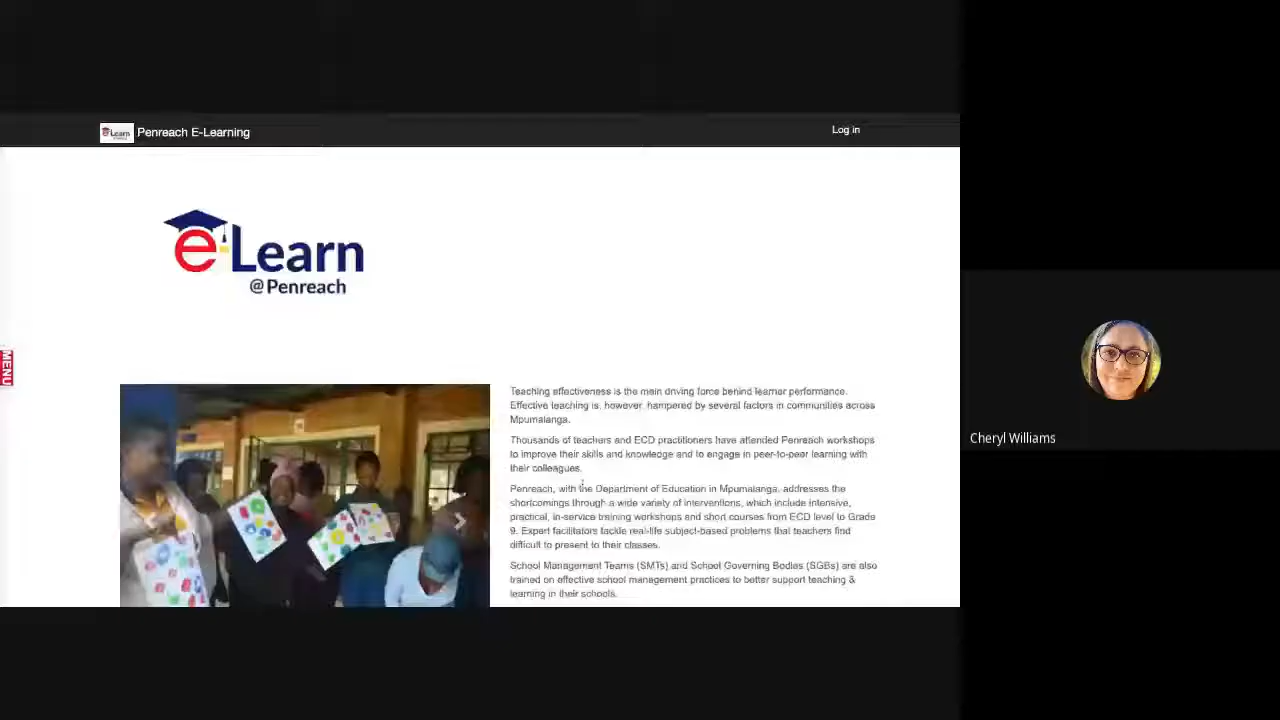 Learn
Penreach E-Learning
Log in
e-Learn
@Penreach
MENU
Teaching effectiveness is the main driving force behind learner performance.
Effective teaching is, however, hampered by several factors in communities across
Mpumalanga.
Thousands of teachers and ECD practitioners have attended Penreach workshops
to improve their skills and knowledge and to engage in peer-to-peer learning with
their colleagues.
Penreach, with the Department of Education in Mpumalanga, addresses the
shortcomings through a wide variety of interventions, which include intensive,
practical, in-service training workshops and short courses from ECD level to Grade
9. Expert facilitators tackle real-life subject-based problems that teachers find
difficult to present to their classes.
School Management Teams (SMTs) and School Governing Bodies (SGBs) are also
trained on effective school management practices to better support teaching &
learning in their schools.
Cheryl Williams